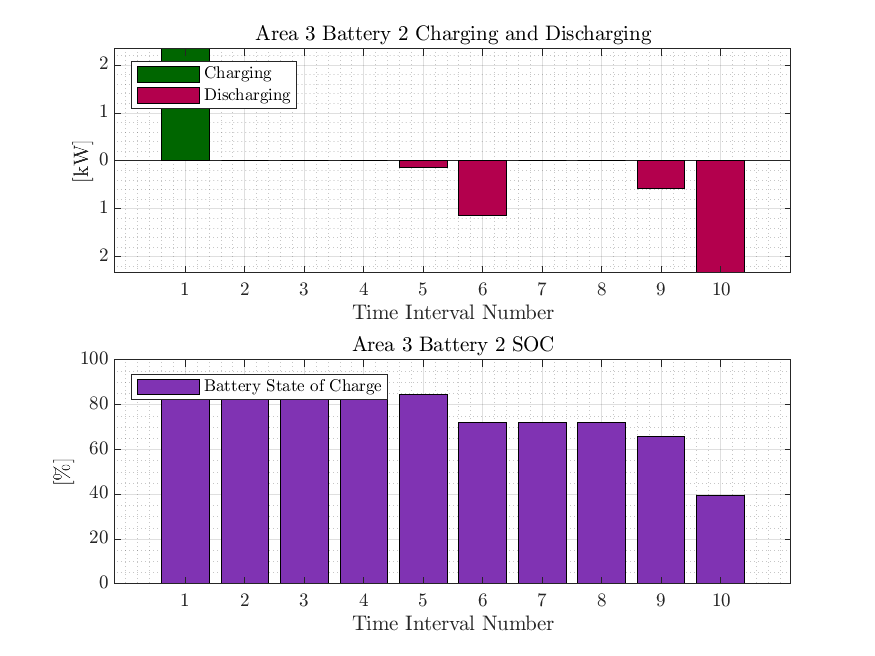 Area 3 Battery 2 Charging and Discharging
2
1
0
1
2
[kW]
Charging
Discharging
1 2 3 4 5 6 7 8 9 10
Time Interval Number
Area 3 Battery 2 SOC
100
80
60
40
20
0
[%]
Battery State of Charge
1 2 3 4 5 6 7 8 9 10
Time Interval Number